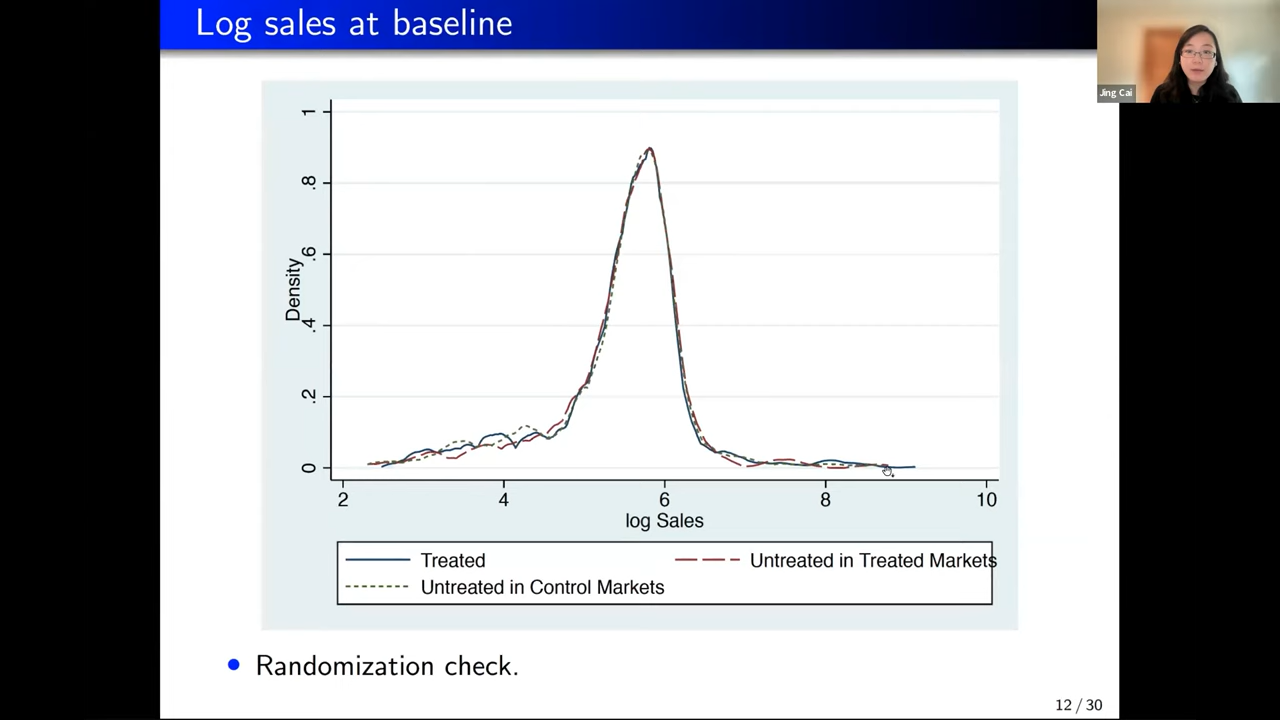 Log sales at baseline
Jing Cai
1
.8
.6
.4
.2
0
Density
2 4 6 8 10
log Sales
Treated
Untreated in Treated Markets
Untreated in Control Markets
Randomization check.
12 / 30